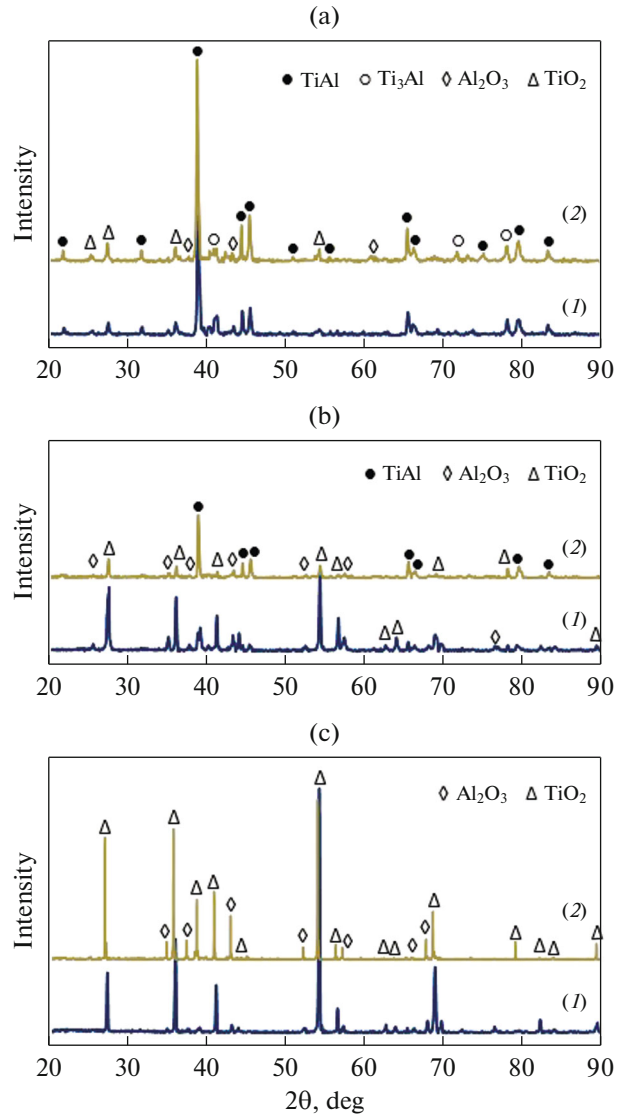 (a)
TiAl Ti₃Al Al₂O₃ TiO₂
Intensity
(2)
(1)
20 30 40 50 60 70 80 90
(b)
TiAl Al₂O₃ TiO₂
Intensity
(2)
(1)
20 30 40 50 60 70 80 90
(c)
Al₂O₃ TiO₂
Intensity
(2)
(1)
20 30 40 50 60 70 80 90
2θ, deg